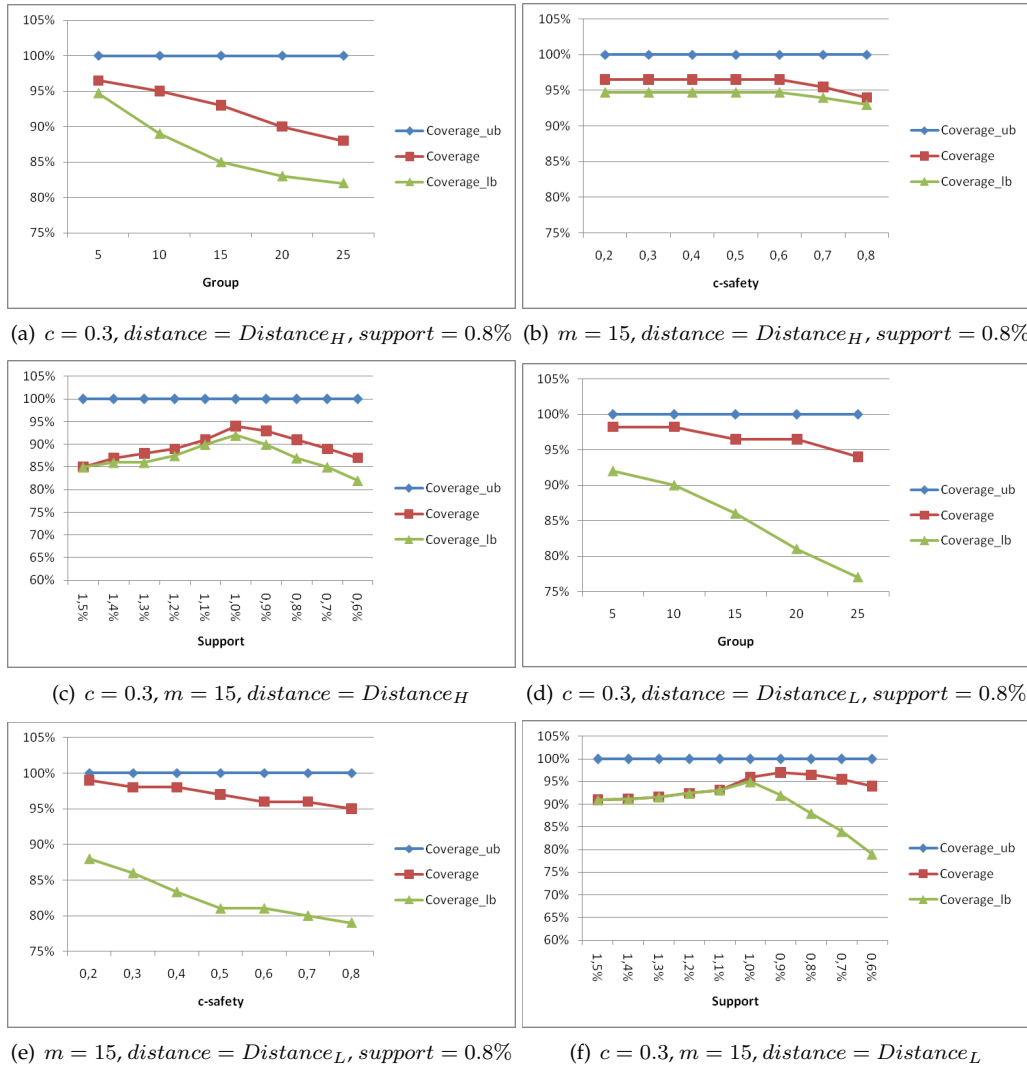 105%
100%
95%
90%
85%
80%
75%
5 10 15 20 25
Group
Coverage_ub
Coverage
Coverage_lb
105%
100%
95%
90%
85%
80%
75%
0,2 0,3 0,4 0,5 0,6 0,7 0,8
c-safety
Coverage_ub
Coverage
Coverage_lb
(a) c = 0.3, distance = Distance_H, support = 0.8%
(b) m = 15, distance = Distance_H, support = 0.8%
105%
100%
95%
90%
85%
80%
75%
70%
65%
60%
1,5% 1,4% 1,3% 1,2% 1,1% 1,0% 0,9% 0,8% 0,7% 0,6%
Support
Coverage_ub
Coverage
Coverage_lb
105%
100%
95%
90%
85%
80%
75%
5 10 15 20 25
Group
Coverage_ub
Coverage
Coverage_lb
(c) c = 0.3, m = 15, distance = Distance_H
(d) c = 0.3, distance = Distance_L, support = 0.8%
105%
100%
95%
90%
85%
80%
75%
0,2 0,3 0,4 0,5 0,6 0,7 0,8
c-safety
Coverage_ub
Coverage
Coverage_lb
105%
100%
95%
90%
85%
80%
75%
70%
65%
60%
1,5% 1,4% 1,3% 1,2% 1,1% 1,0% 0,9% 0,8% 0,7% 0,6%
Support
Coverage_ub
Coverage
Coverage_lb
(e) m = 15, distance = Distance_L, support = 0.8%
(f) c = 0.3, m = 15, distance = Distance_L